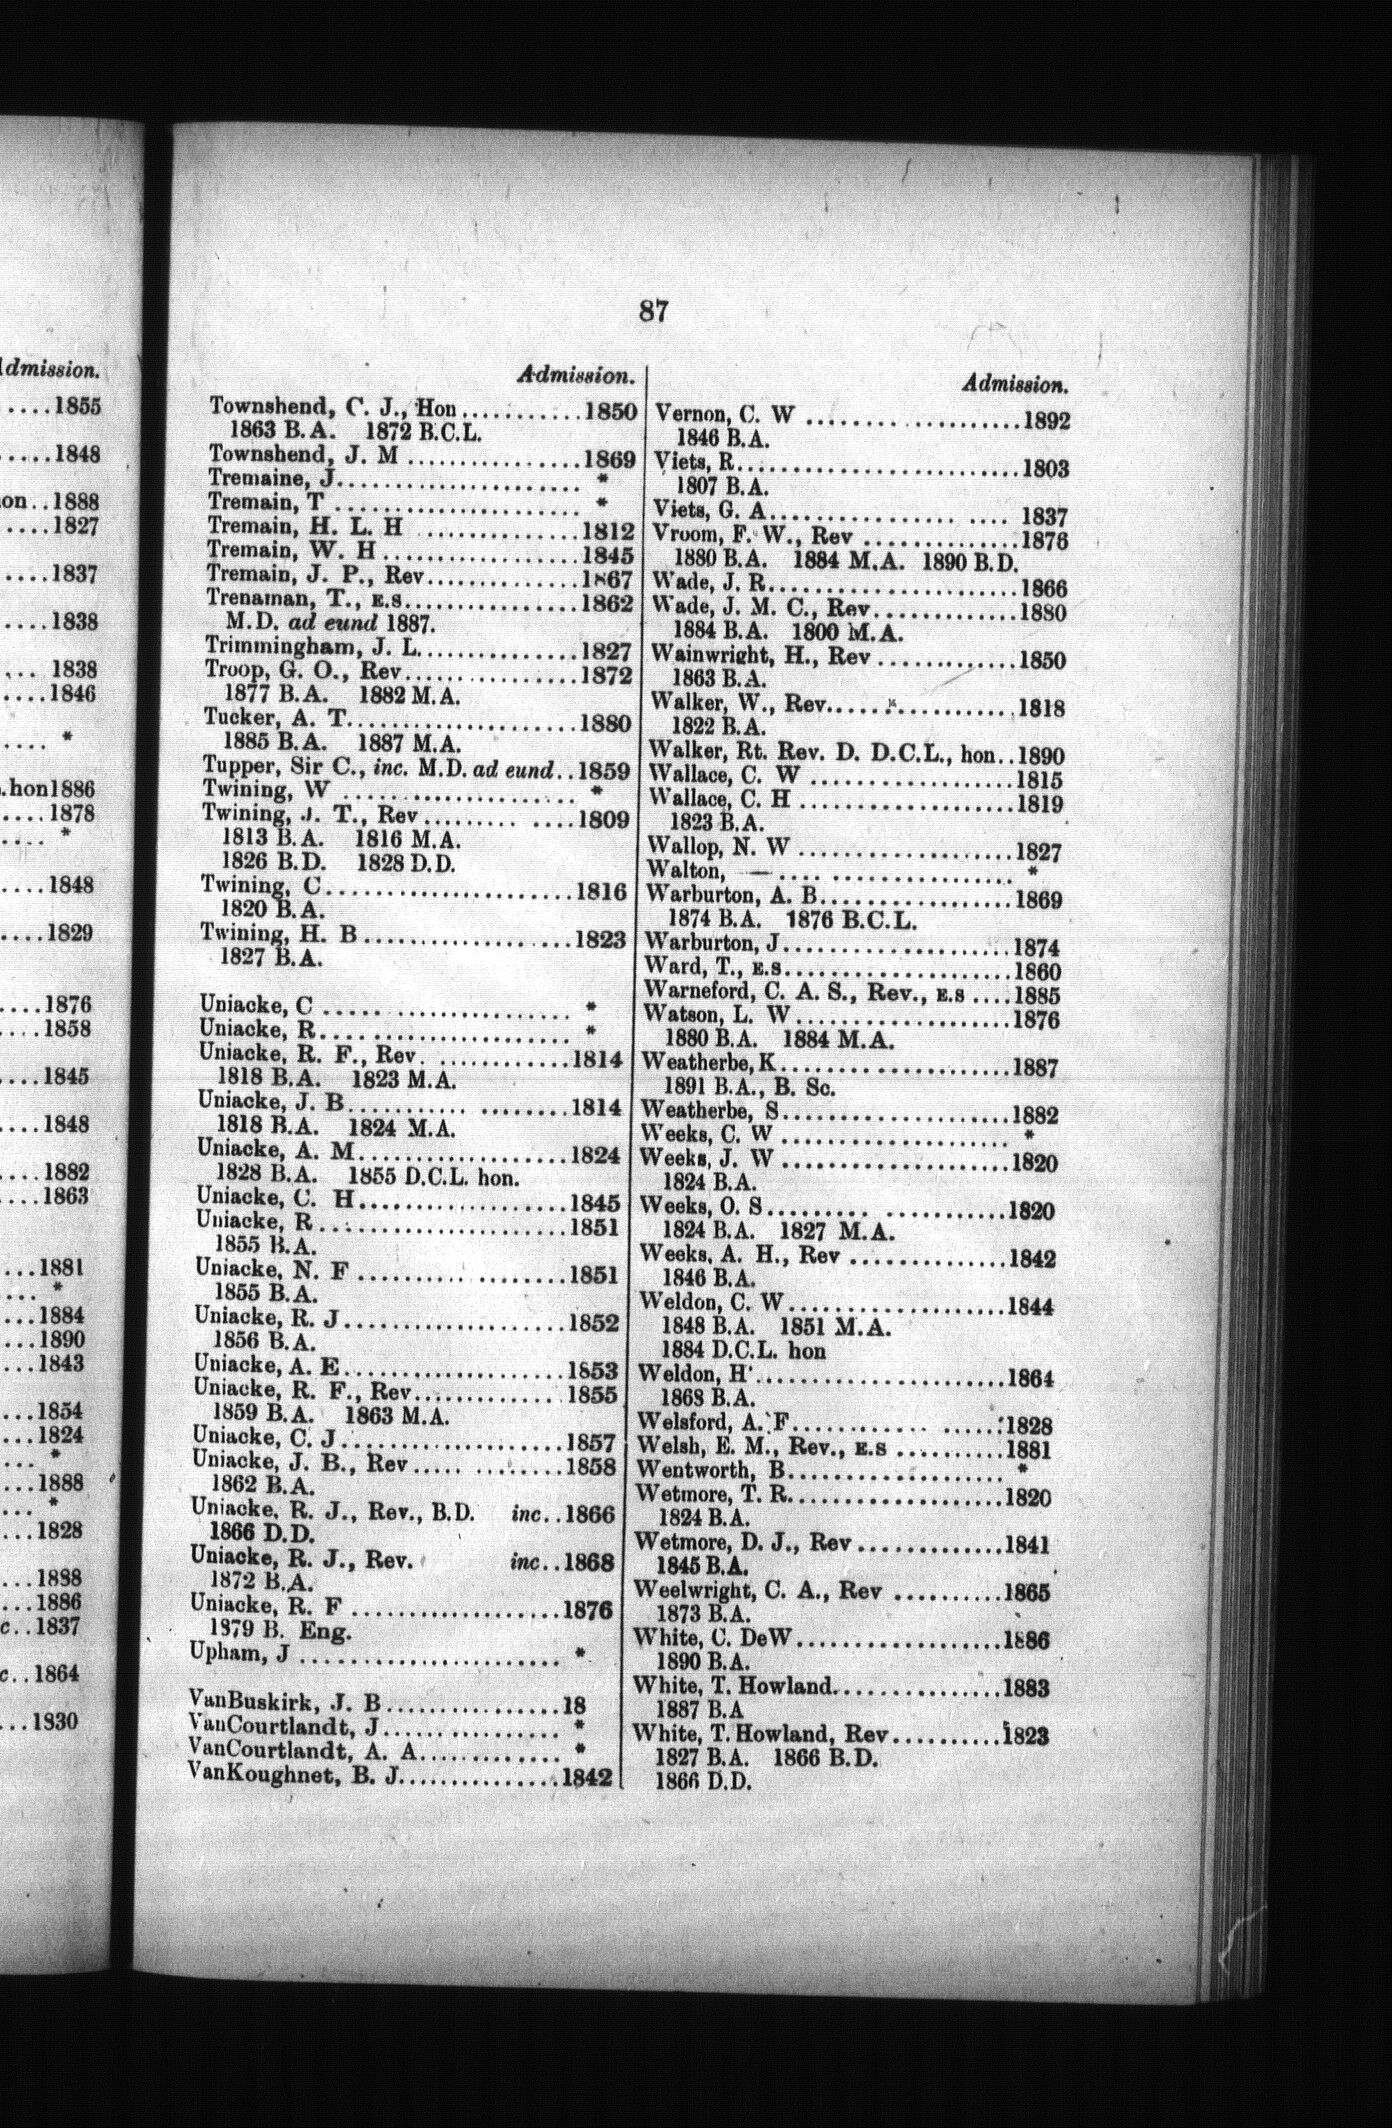 87
Admission.
Townshend, C. J., Hon...........1850
1863 B.A. 1872 B.C.L.
Townshend, J. M ................1869
Tremaine, J...................... *
Tremain, T ...................... *
Tremain, H. L. H ..............1812
Tremain, W. H .................1845
Tremain, J. P., Rev.............1867
Trenaman, T., E.S...............1862
M.D. ad eund 1887.
Trimmingham, J. L..............1827
Troop, G. O., Rev...............1872
1877 B.A. 1882 M.A.
Tucker, A. T....................1880
1885 B.A. 1887 M.A.
Tupper, Sir C., inc. M.D. ad eund..1859
Twining, W ..................... *
Twining, J. T., Rev......... ....1809
1813 B.A. 1816 M.A.
1826 B.D. 1828 D.D.
Twining, C......................1816
1820 B.A.
Twining, H. B..................1823
1827 B.A.
Uniacke, C ..................... *
Uniacke, R...................... *
Uniacke, R. F., Rev. ...........1814
1818 B.A. 1823 M.A.
Uniacke, J. B........... ........1814
1818 B.A. 1824 M.A.
Uniacke, A. M..................1824
1828 B.A. 1855 D.C.L. hon.
Uniacke, C. H..................1845
Uniacke, R......................1851
1855 B.A.
Uniacke, N. F ..................1851
1855 B.A.
Uniacke, R. J...................1852
1856 B.A.
Uniacke, A. E...................1853
Uniacke, R. F., Rev.............1855
1859 B.A. 1863 M.A.
Uniacke, C. J...................1857
Uniacke, J. B., Rev..... ........1858
1862 B.A.
Uniacke, R. J., Rev., B.D. inc..1866
1866 D.D.
Uniacke, R. J., Rev. inc..1868
1872 B.A.
Uniacke, R. F ..................1876
1879 B. Eng.
Upham, J ....................... *
VanBuskirk, J. B...............18
VanCourtlandt, J................ *
VanCourtlandt, A. A............. *
VanKoughnet, B. J..............1842
Admission.
Vernon, C. W ..................1892
1846 B.A.
Viets, R........................1803
1807 B.A.
Viets, G. A................ .... 1837
Vroom, F. W., Rev .............1876
1880 B.A. 1884 M.A. 1890 B.D.
Wade, J. R.....................1866
Wade, J. M. C., Rev............1880
1884 B.A. 1800 M.A.
Wainwright, H., Rev ............1850
1863 B.A.
Walker, W., Rev................1818
1822 B.A.
Walker, Rt. Rev. D. D.C.L., hon..1890
Wallace, C. W .................1815
Wallace, C. H .................1819
1823 B.A.
Wallop, N. W ..................1827
Walton, — .... ................ *
Warburton, A. B................1869
1874 B.A. 1876 B.C.L.
Warburton, J...................1874
Ward, T., E.S..................1860
Warneford, C. A. S., Rev., E.S ....1885
Watson, L. W..................1876
1880 B.A. 1884 M.A.
Weatherbe, K...................1887
1891 B.A., B. Sc.
Weatherbe, S...................1882
Weeks, C. W ................... *
Weeks, J. W ...................1820
1824 B.A.
Weeks, O. S......... ...........1820
1824 B.A. 1827 M.A.
Weeks, A. H., Rev .............1842
1846 B.A.
Weldon, C. W..................1844
1848 B.A. 1851 M.A.
1884 D.C.L. hon
Weldon, H......................1864
1868 B.A.
Welsford, A. F........... ......1828
Welsh, E. M., Rev., E.S .........1881
Wentworth, B................... *
Wetmore, T. R..................1820
1824 B.A.
Wetmore, D. J., Rev ............1841
1845 B.A.
Weelwright, C. A., Rev ..........1865
1873 B.A.
White, C. DeW.................1886
1890 B.A.
White, T. Howland..............1883
1887 B.A
White, T. Howland, Rev..........1823
1827 B.A. 1866 B.D.
1866 D.D.